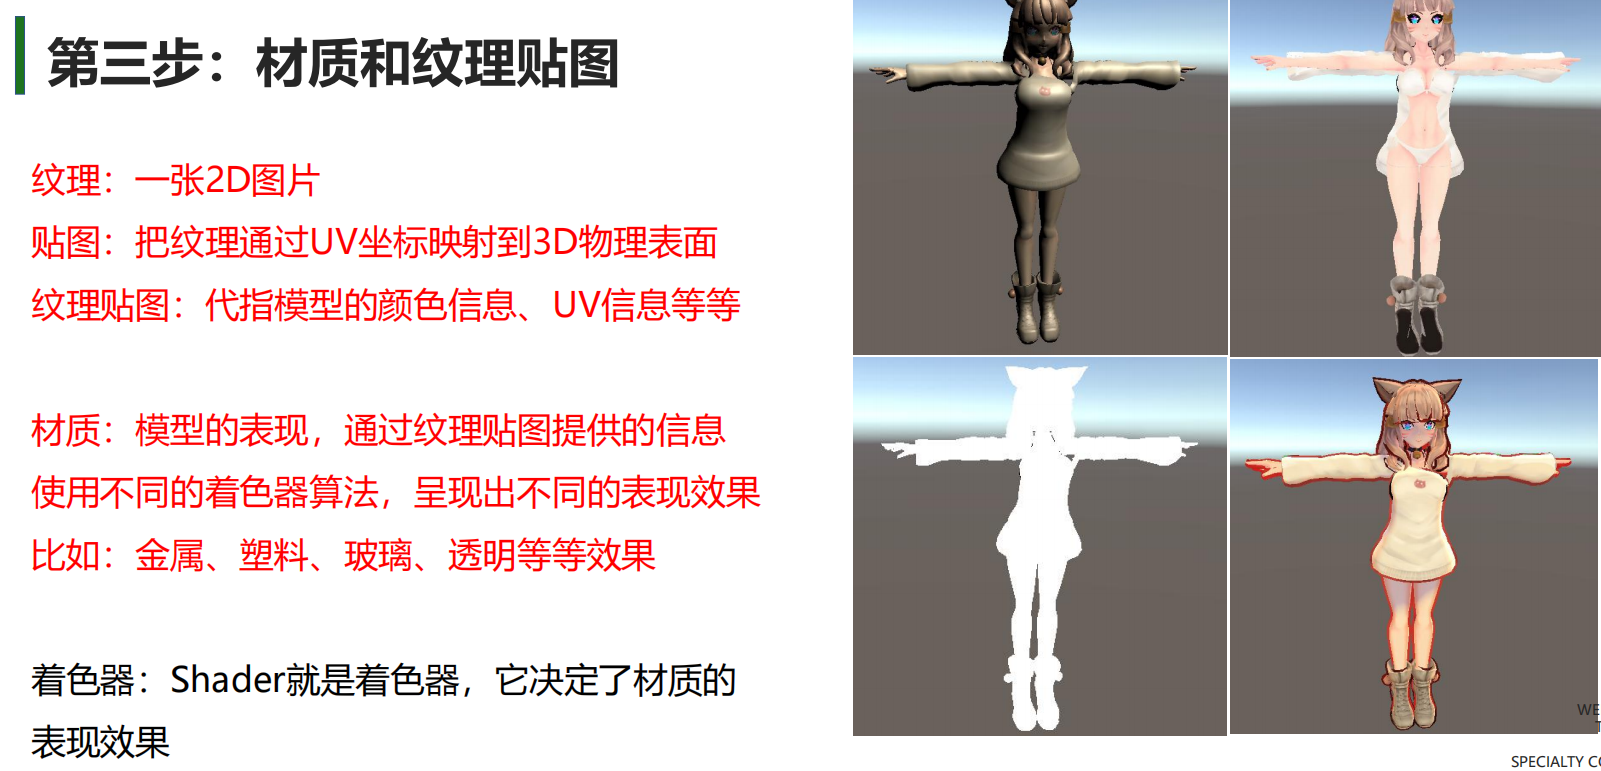 第三步：材质和纹理贴图
纹理：一张2D图片
贴图：把纹理通过UV坐标映射到3D物理表面
纹理贴图：代指模型的颜色信息、UV信息等等
材质：模型的表现，通过纹理贴图提供的信息
使用不同的着色器算法，呈现出不同的表现效果
比如：金属、塑料、玻璃、透明等等效果
着色器：Shader就是着色器，它决定了材质的
表现效果
WE
T
SPECIALTY CO